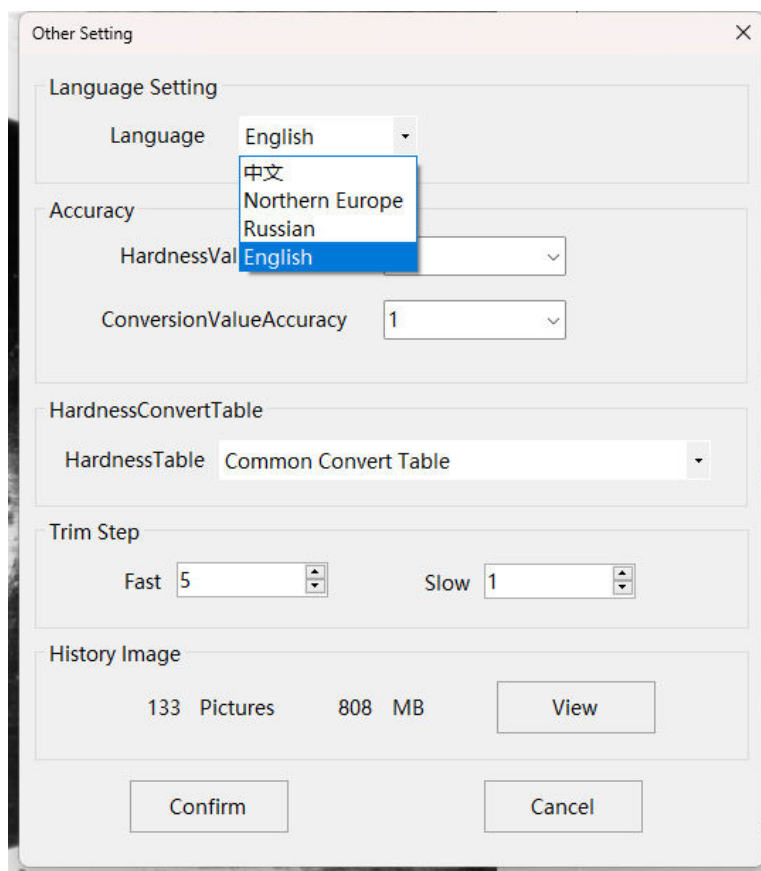 Other Setting
Language Setting
Language English
中文
Northern Europe
Russian
English
Accuracy
HardnessVal
ConversionValueAccuracy 1
HardnessConvertTable
HardnessTable Common Convert Table
Trim Step
Fast 5 Slow 1
History Image
133 Pictures 808 MB View
Confirm Cancel